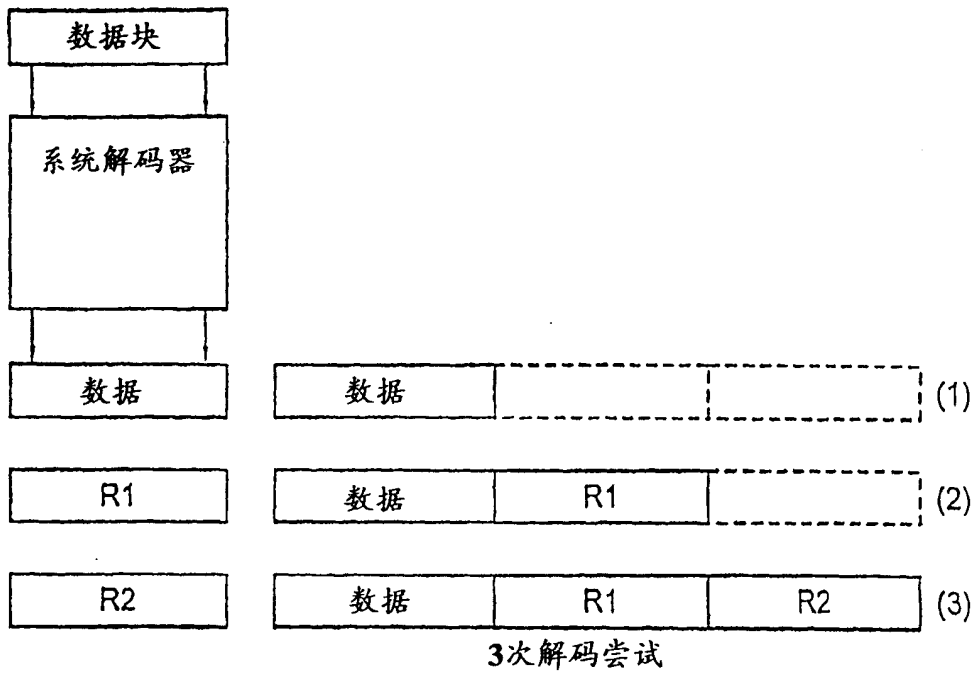 数据块
系统解码器
数据 数据 (1)
R1 数据 R1 (2)
R2 数据 R1 R2 (3)
3次解码尝试